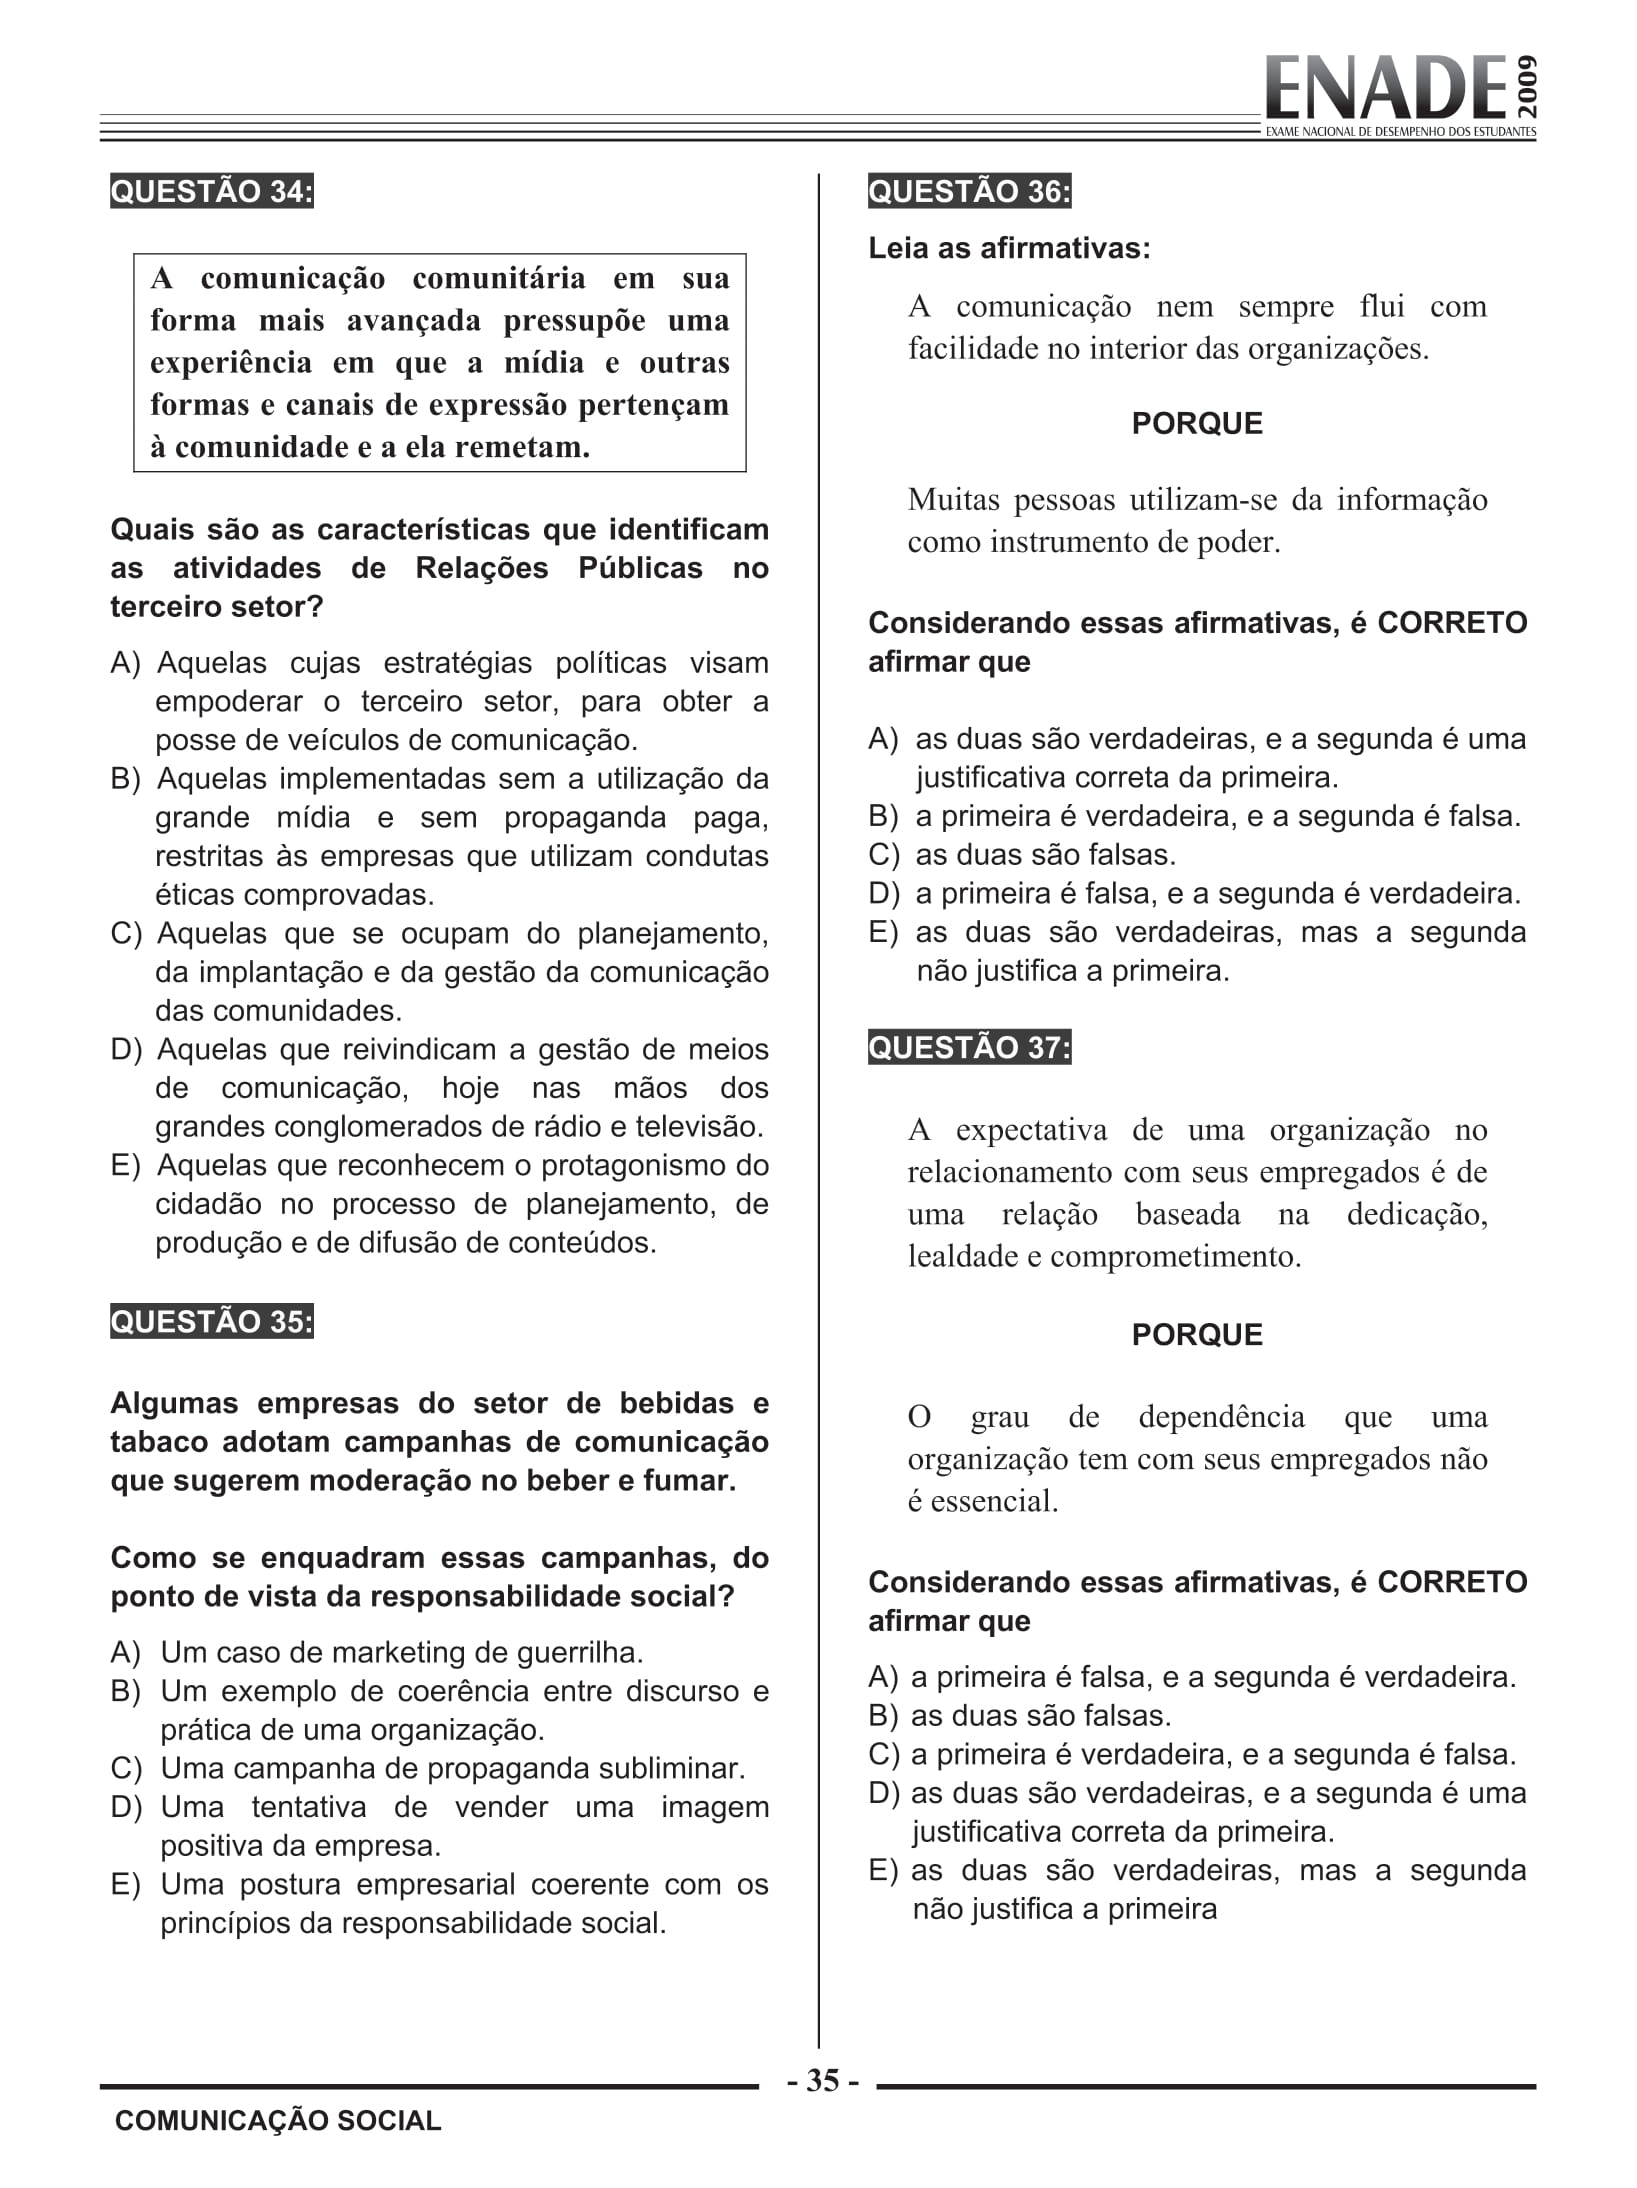 ENADE 2009
EXAME NACIONAL DE DESEMPENHO DOS ESTUDANTES
QUESTÃO 34:
A comunicação comunitária em sua
forma mais avançada pressupõe uma
experiência em que a mídia e outras
formas e canais de expressão pertençam
à comunidade e a ela remetam.
Quais são as características que identificam
as atividades de Relações Públicas no
terceiro setor?
A) Aquelas cujas estratégias políticas visam
empoderar o terceiro setor, para obter a
posse de veículos de comunicação.
B) Aquelas implementadas sem a utilização da
grande mídia e sem propaganda paga,
restritas às empresas que utilizam condutas
éticas comprovadas.
C) Aquelas que se ocupam do planejamento,
da implantação e da gestão da comunicação
das comunidades.
D) Aquelas que reivindicam a gestão de meios
de comunicação, hoje nas mãos dos
grandes conglomerados de rádio e televisão.
E) Aquelas que reconhecem o protagonismo do
cidadão no processo de planejamento, de
produção e de difusão de conteúdos.
QUESTÃO 35:
Algumas empresas do setor de bebidas e
tabaco adotam campanhas de comunicação
que sugerem moderação no beber e fumar.
Como se enquadram essas campanhas, do
ponto de vista da responsabilidade social?
A) Um caso de marketing de guerrilha.
B) Um exemplo de coerência entre discurso e
prática de uma organização.
C) Uma campanha de propaganda subliminar.
D) Uma tentativa de vender uma imagem
positiva da empresa.
E) Uma postura empresarial coerente com os
princípios da responsabilidade social.
QUESTÃO 36:
Leia as afirmativas:
A comunicação nem sempre flui com
facilidade no interior das organizações.
PORQUE
Muitas pessoas utilizam-se da informação
como instrumento de poder.
Considerando essas afirmativas, é CORRETO
afirmar que
A) as duas são verdadeiras, e a segunda é uma
justificativa correta da primeira.
B) a primeira é verdadeira, e a segunda é falsa.
C) as duas são falsas.
D) a primeira é falsa, e a segunda é verdadeira.
E) as duas são verdadeiras, mas a segunda
não justifica a primeira.
QUESTÃO 37:
A expectativa de uma organização no
relacionamento com seus empregados é de
uma relação baseada na dedicação,
lealdade e comprometimento.
PORQUE
O grau de dependência que uma
organização tem com seus empregados não
é essencial.
Considerando essas afirmativas, é CORRETO
afirmar que
A) a primeira é falsa, e a segunda é verdadeira.
B) as duas são falsas.
C) a primeira é verdadeira, e a segunda é falsa.
D) as duas são verdadeiras, e a segunda é uma
justificativa correta da primeira.
E) as duas são verdadeiras, mas a segunda
não justifica a primeira
- 35 -
COMUNICAÇÃO SOCIAL